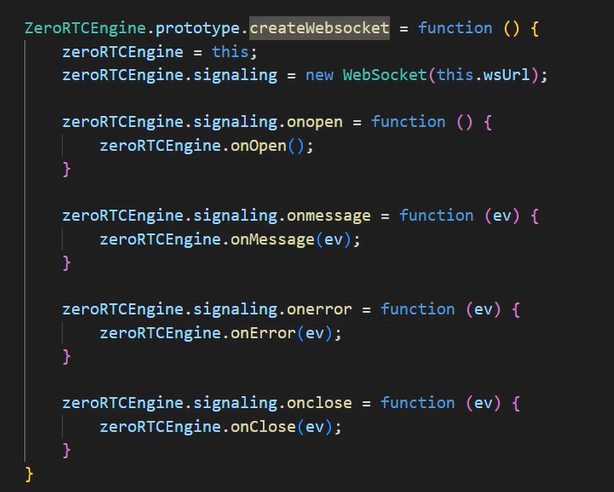 ZeroRTCEngine.prototype.createWebsocket = function () {
    zeroRTCEngine = this;
    zeroRTCEngine.signaling = new WebSocket(this.wsUrl);

    zeroRTCEngine.signaling.onopen = function () {
        zeroRTCEngine.onOpen();
    }

    zeroRTCEngine.signaling.onmessage = function (ev) {
        zeroRTCEngine.onMessage(ev);
    }

    zeroRTCEngine.signaling.onerror = function (ev) {
        zeroRTCEngine.onError(ev);
    }

    zeroRTCEngine.signaling.onclose = function (ev) {
        zeroRTCEngine.onClose(ev);
    }
}